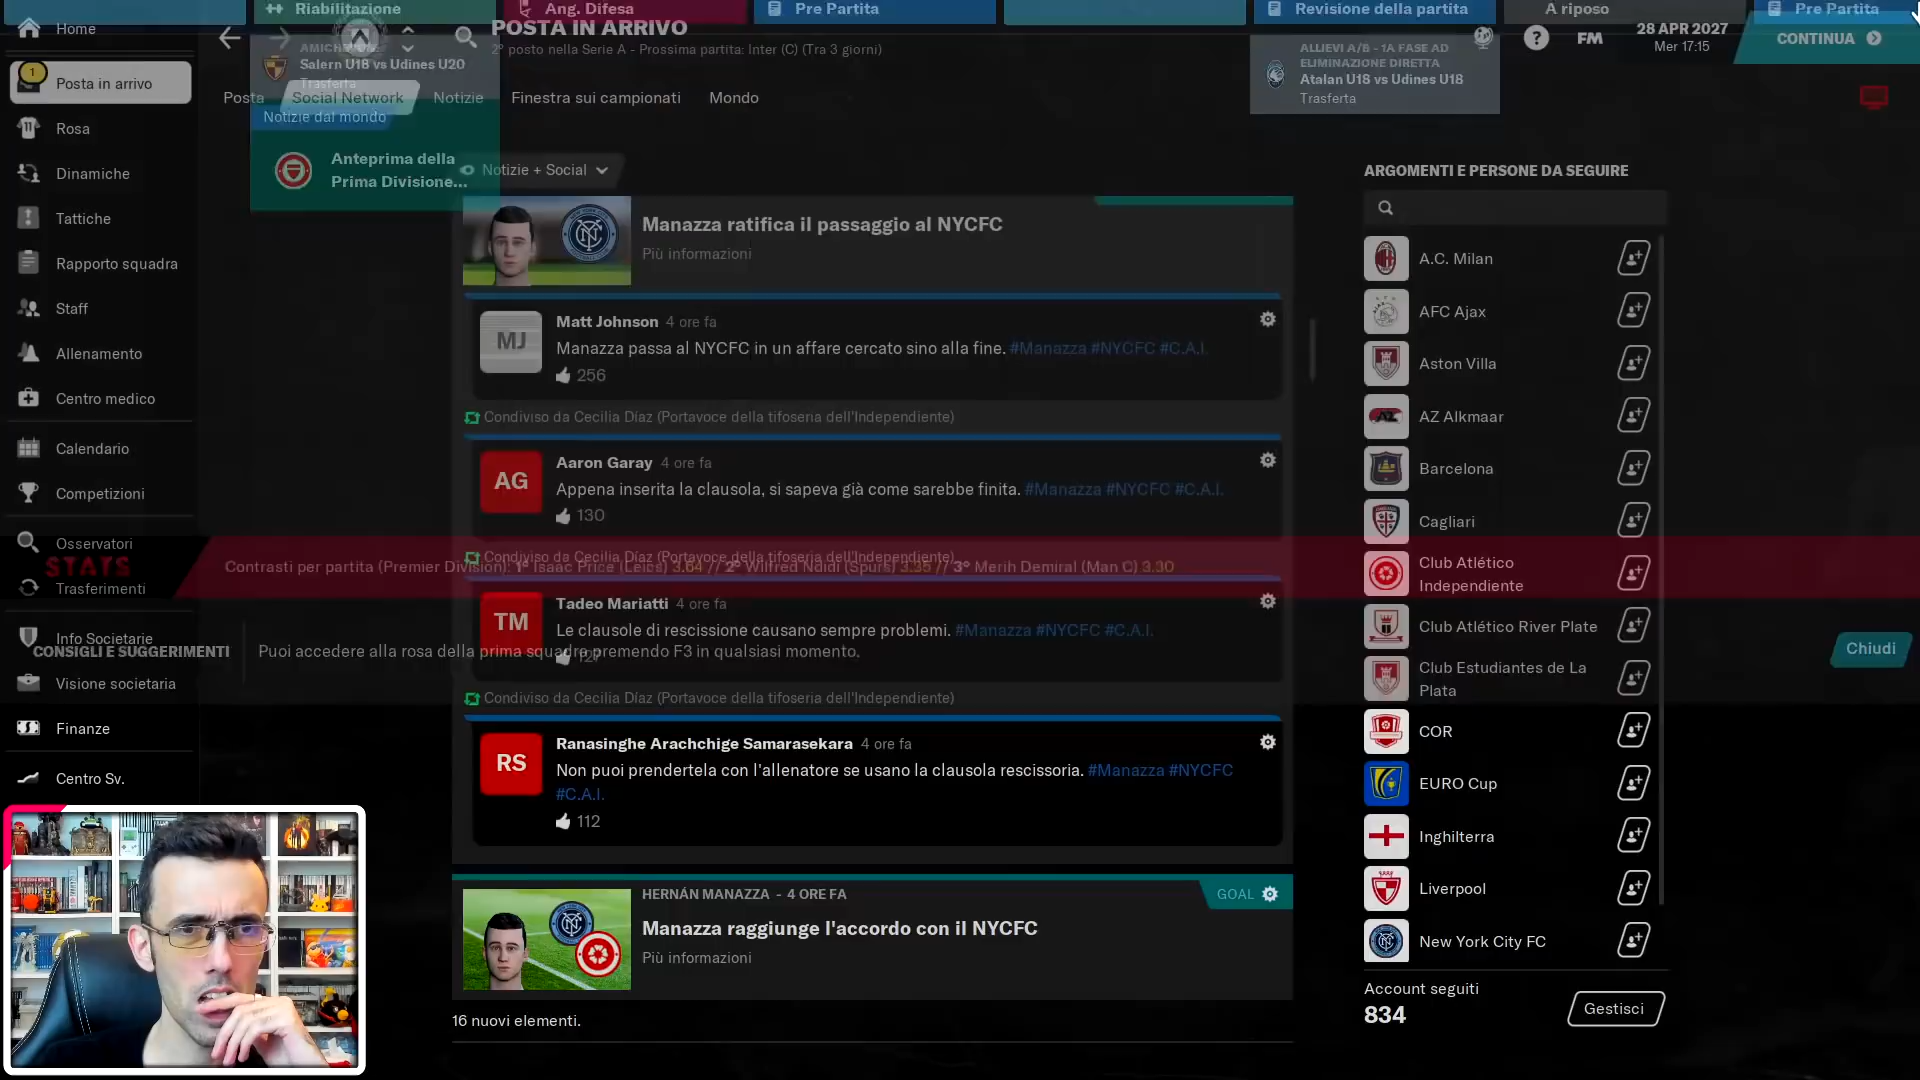 Riabilitazione
Ang. Difesa
Pre Partita
Revisione della partita
A riposo
Pre Partita
Home
POSTA IN ARRIVO
2° posto nella Serie A - Prossima partita: Inter (C) (Tra 3 giorni)
FM
28 APR 2027
Mer 17:15
CONTINUA
Salern U18 vs Udines U20
Trasferta
ALLIEVI A/B - 1A FASE AD
ELIMINAZIONE DIRETTA
Atalan U18 vs Udines U18
Trasferta
1
Posta in arrivo
Rosa
Dinamiche
Tattiche
Rapporto squadra
Staff
Allenamento
Centro medico
Calendario
Competizioni
Osservatori
Trasferimenti
Info Societarie
Visione societaria
Finanze
Centro Sv.
Posta
Social Network
Notizie
Finestra sui campionati
Mondo
Notizie dal mondo
Anteprima della
Prima Divisione...
Notizie + Social
Manazza ratifica il passaggio al NYCFC
Più informazioni
MJ
Matt Johnson 4 ore fa
Manazza passa al NYCFC in un affare cercato sino alla fine. #Manazza #NYCFC #C.A.I.
256
Condiviso da Cecilia Díaz (Portavoce della tifoseria dell'Independiente)
AG
Aaron Garay 4 ore fa
Appena inserita la clausola, si sapeva già come sarebbe finita. #Manazza #NYCFC #C.A.I.
130
Condiviso da Cecilia Díaz (Portavoce della tifoseria dell'Independiente)
STATS
Contrasti per partita (Premier Division): 1° Isaac Price (Leics) 3.64 // 2° Wilfred Ndidi (Spurs) 3.35 // 3° Merih Demiral (Man C) 3.30
TM
Tadeo Mariatti 4 ore fa
Le clausole di rescissione causano sempre problemi. #Manazza #NYCFC #C.A.I.
CONSIGLI E SUGGERIMENTI
Puoi accedere alla rosa della prima squadra premendo F3 in qualsiasi momento.
Chiudi
Condiviso da Cecilia Díaz (Portavoce della tifoseria dell'Independiente)
RS
Ranasinghe Arachchige Samarasekara 4 ore fa
Non puoi prendertela con l'allenatore se usano la clausola rescissoria. #Manazza #NYCFC
#C.A.I.
112
HERNÁN MANAZZA - 4 ORE FA
GOAL
Manazza raggiunge l'accordo con il NYCFC
Più informazioni
16 nuovi elementi.
ARGOMENTI E PERSONE DA SEGUIRE
A.C. Milan
AFC Ajax
Aston Villa
AZ Alkmaar
Barcelona
Cagliari
Club Atlético
Independiente
Club Atlético River Plate
Club Estudiantes de La
Plata
COR
EURO Cup
Inghilterra
Liverpool
New York City FC
Account seguiti
834
Gestisci